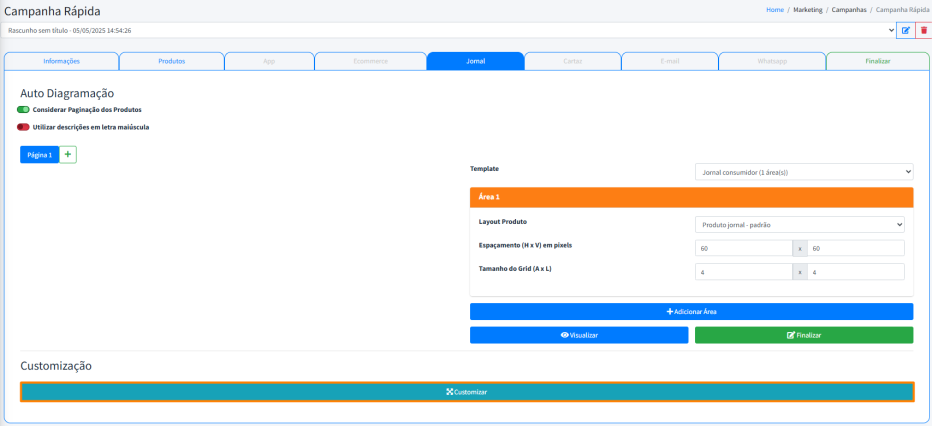 Campanha Rápida
Home / Marketing / Campanhas / Campanha Rápida
Rascunho sem título - 05/05/2025 14:54:26
Informações
Produtos
App
Ecommerce
Jornal
Cartaz
E-mail
Whatsapp
Finalizar
Auto Diagramação
Considerar Paginação dos Produtos
Utilizar descrições em letra maiúscula
Página 1 +
Template
Jornal consumidor (1 área(s))
Área 1
Layout Produto
Produto jornal - padrão
Espaçamento (H x V) em pixels
60 x 60
Tamanho do Grid (A x L)
4 x 4
+ Adicionar Área
Visualizar
Finalizar
Customização
Customizar